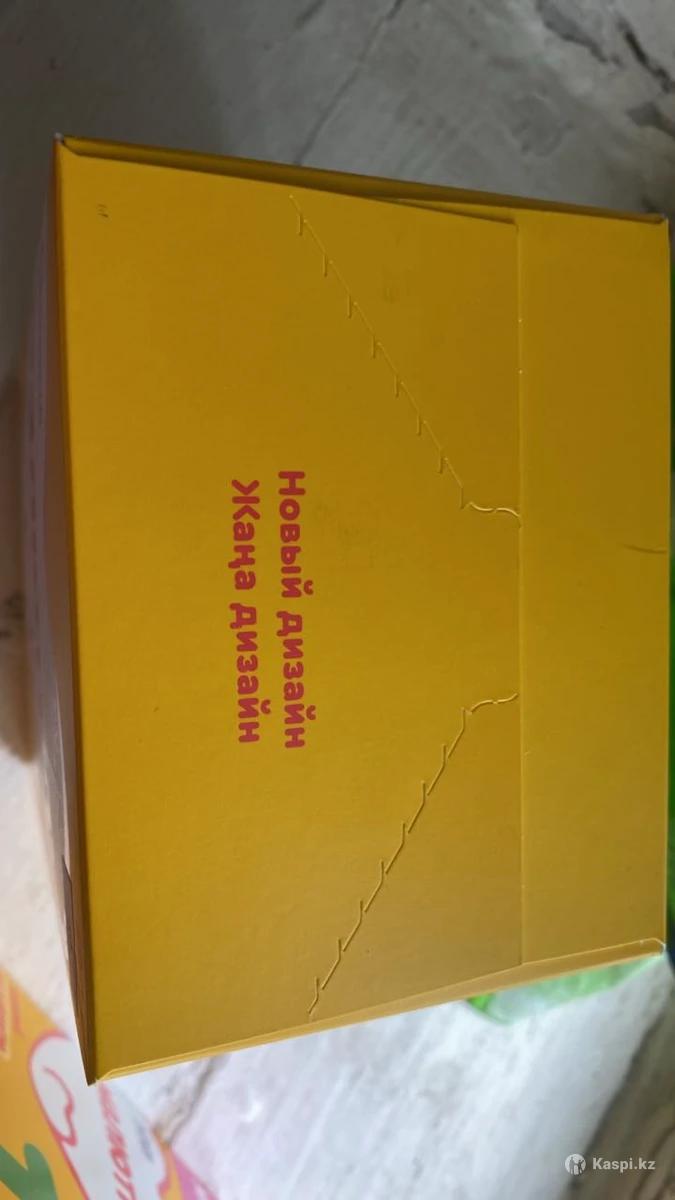 Новый дизайн
Жаңа дизайн
Kaspi.kz